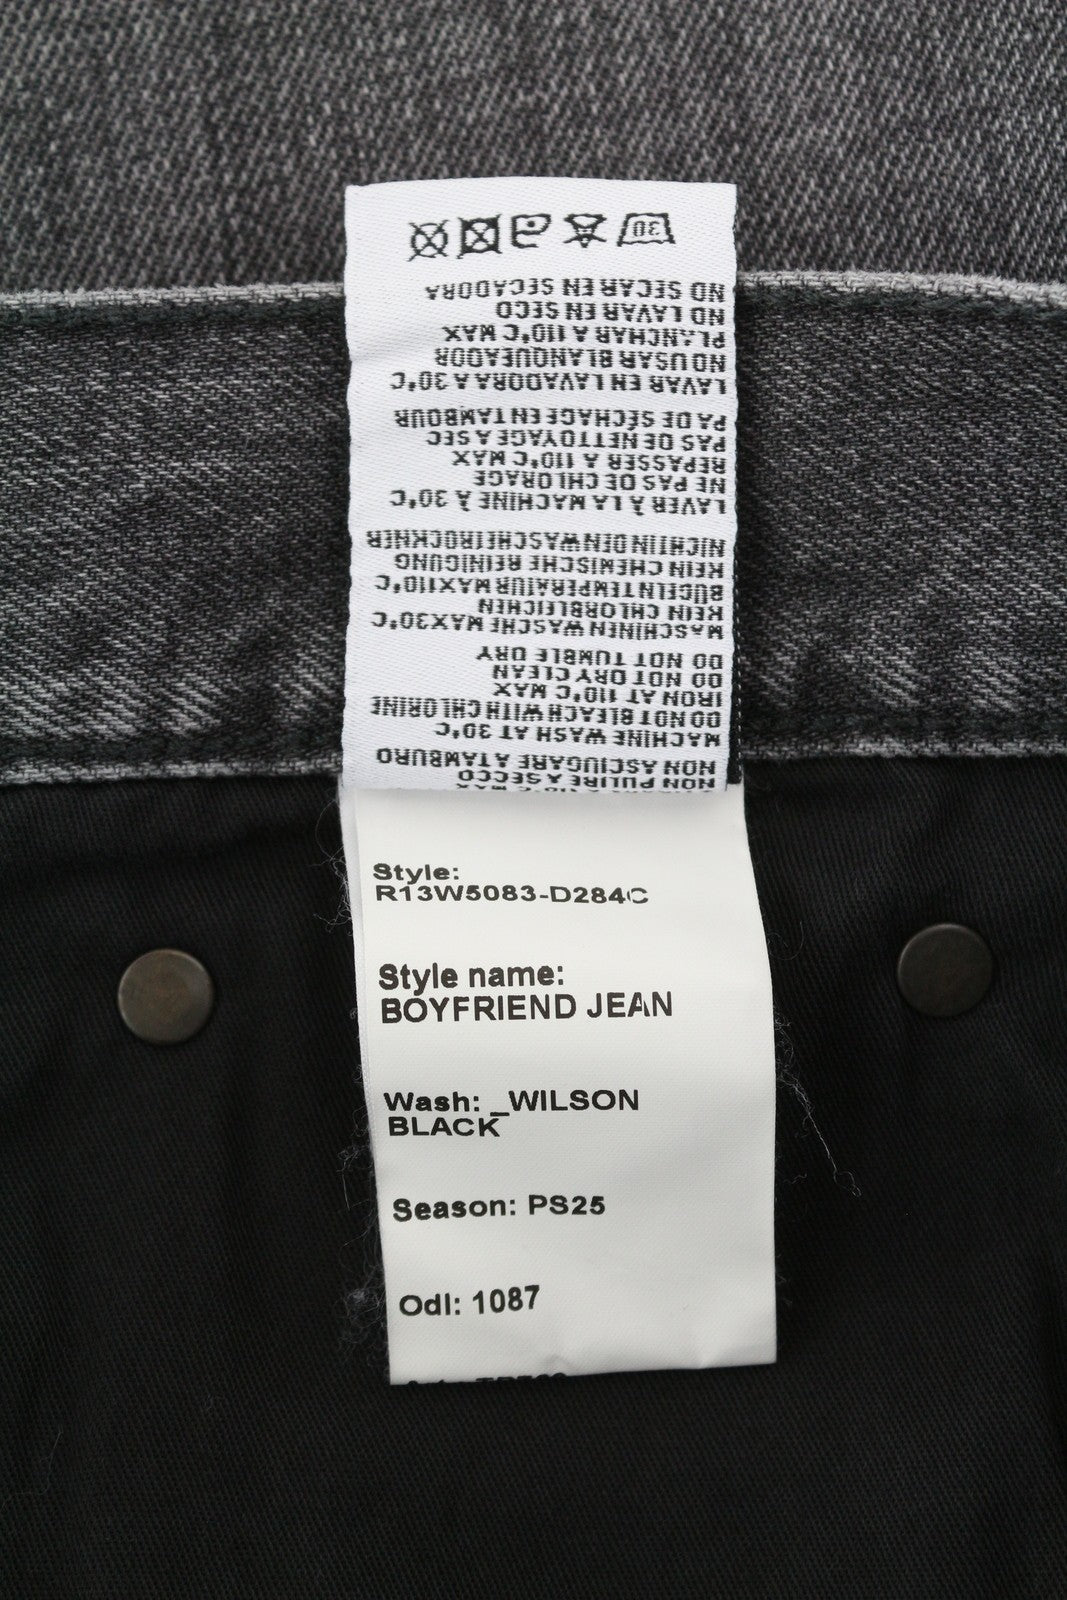 110°C MAX
NON PULIRE A SECCO
NON ASCIUGARE A TAMBURO
MACHINE WASH AT 30°C
DO NOT BLEACH WITH CHLORINE
IRON AT 110°C MAX
DO NOT DRY CLEAN
DO NOT TUMBLE DRY
MASCHINEN WASCHE MAX30°C
KEIN CHLORBLEICHEN
BUGELN TEMPERATUR MAX110°C
KEIN CHEMISCHE REINIGUNG
NICHT IN DEN WASCHETROCKNER
LAVER À LA MACHINE À 30°C
NE PAS DE CHLORAGE
REPASSER A 110°C MAX
PAS DE NETTOYAGE A SEC
PA DE SÉCHAGE EN TAMBOUR
LAVAR EN LAVADORA A 30°C
NO USAR BLANQUEADOR
PLANCHAR A 110°C MAX
NO LAVAR EN SECO
NO SECAR EN SECADORA
30
Style:
R13W5083-D284C
Style name:
BOYFRIEND JEAN
Wash: _WILSON
BLACK
Season: PS25
Odl: 1087